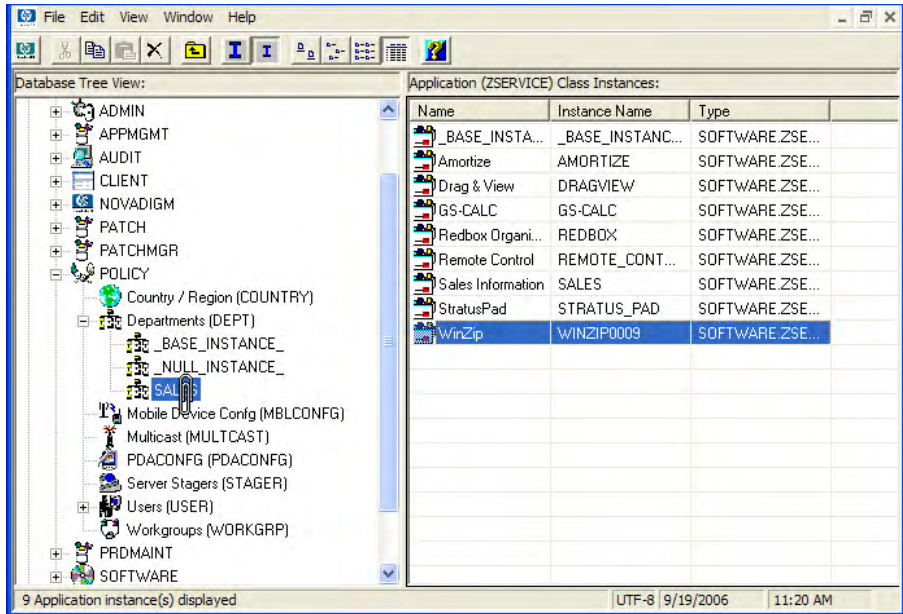 File Edit View Window Help
Database Tree View:
ADMIN
APPMGMT
AUDIT
CLIENT
NOVADIGM
PATCH
PATCHMGR
POLICY
Country / Region (COUNTRY)
Departments (DEPT)
_BASE_INSTANCE_
_NULL_INSTANCE_
SALES
Mobile Device Confg (MBLCONFG)
Multicast (MULTCAST)
PDACONFG (PDACONFG)
Server Stagers (STAGER)
Users (USER)
Workgroups (WORKGRP)
PRDMAINT
SOFTWARE
Application (ZSERVICE) Class Instances:
Name Instance Name Type
_BASE_INSTA... _BASE_INSTANC... SOFTWARE.ZSE...
Amortize AMORTIZE SOFTWARE.ZSE...
Drag & View DRAGVIEW SOFTWARE.ZSE...
GS-CALC GS-CALC SOFTWARE.ZSE...
Redbox Organi... REDBOX SOFTWARE.ZSE...
Remote Control REMOTE_CONT... SOFTWARE.ZSE...
Sales Information SALES SOFTWARE.ZSE...
StratusPad STRATUS_PAD SOFTWARE.ZSE...
WinZip WINZIP0009 SOFTWARE.ZSE...
9 Application instance(s) displayed UTF-8 9/19/2006 11:20 AM